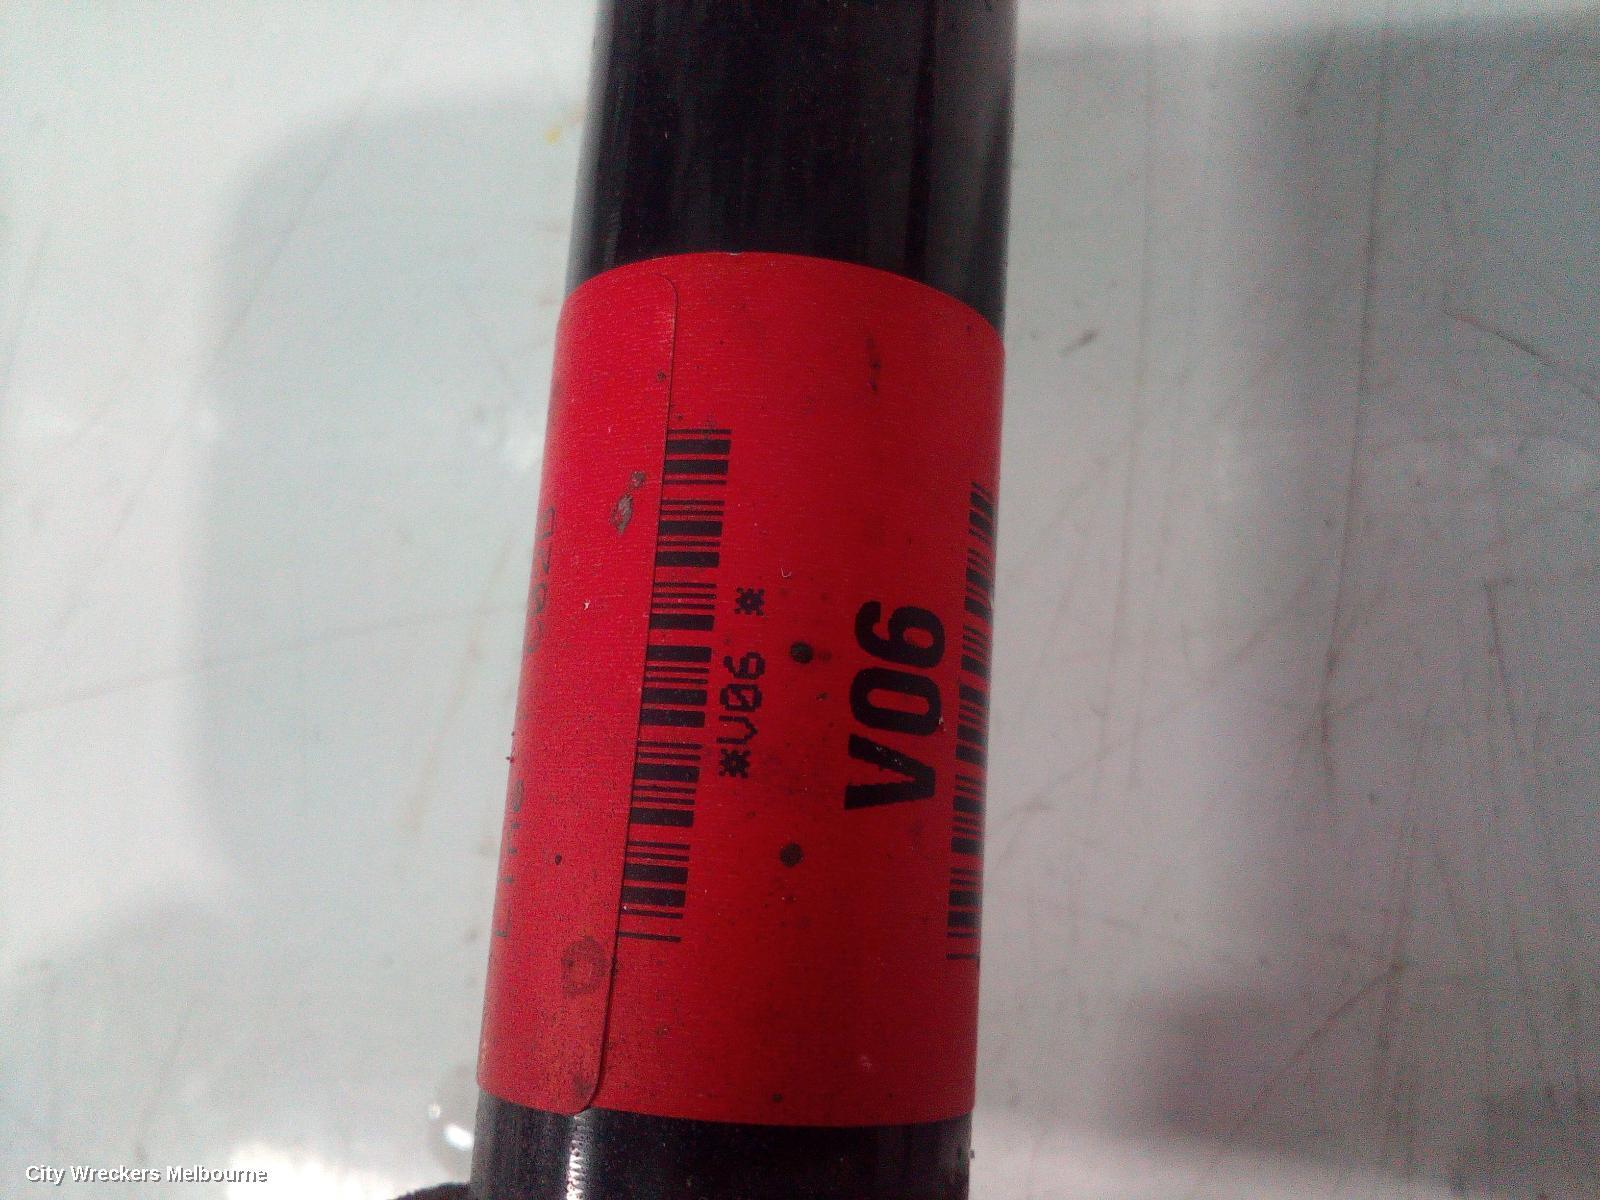 *V06 *
V06
City Wreckers Melbourne